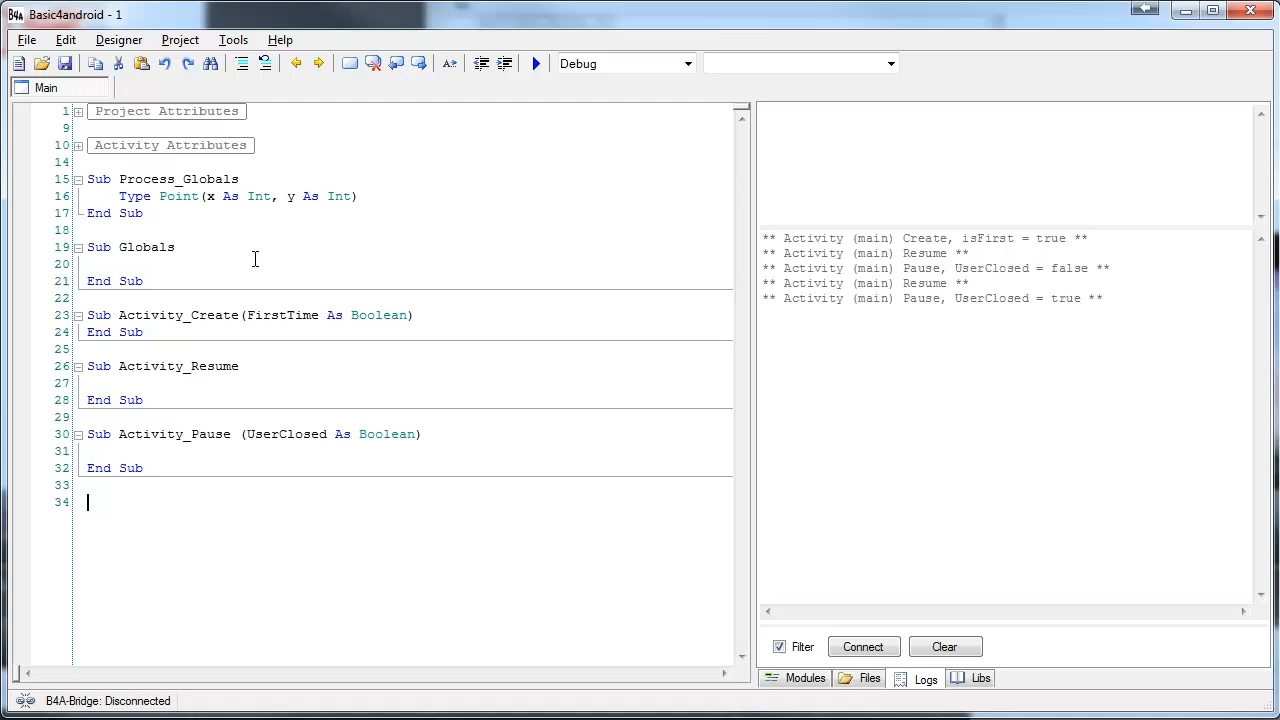 Basic4android - 1
File Edit Designer Project Tools Help
Debug
Main
1 Project Attributes
9
10 Activity Attributes
14
15 Sub Process_Globals
16 Type Point(x As Int, y As Int)
17 End Sub
18
19 Sub Globals
20
21 End Sub
22
23 Sub Activity_Create(FirstTime As Boolean)
24 End Sub
25
26 Sub Activity_Resume
27
28 End Sub
29
30 Sub Activity_Pause (UserClosed As Boolean)
31
32 End Sub
33
34
** Activity (main) Create, isFirst = true **
** Activity (main) Resume **
** Activity (main) Pause, UserClosed = false **
** Activity (main) Resume **
** Activity (main) Pause, UserClosed = true **
Filter Connect Clear
Modules Files Logs Libs
B4A-Bridge: Disconnected